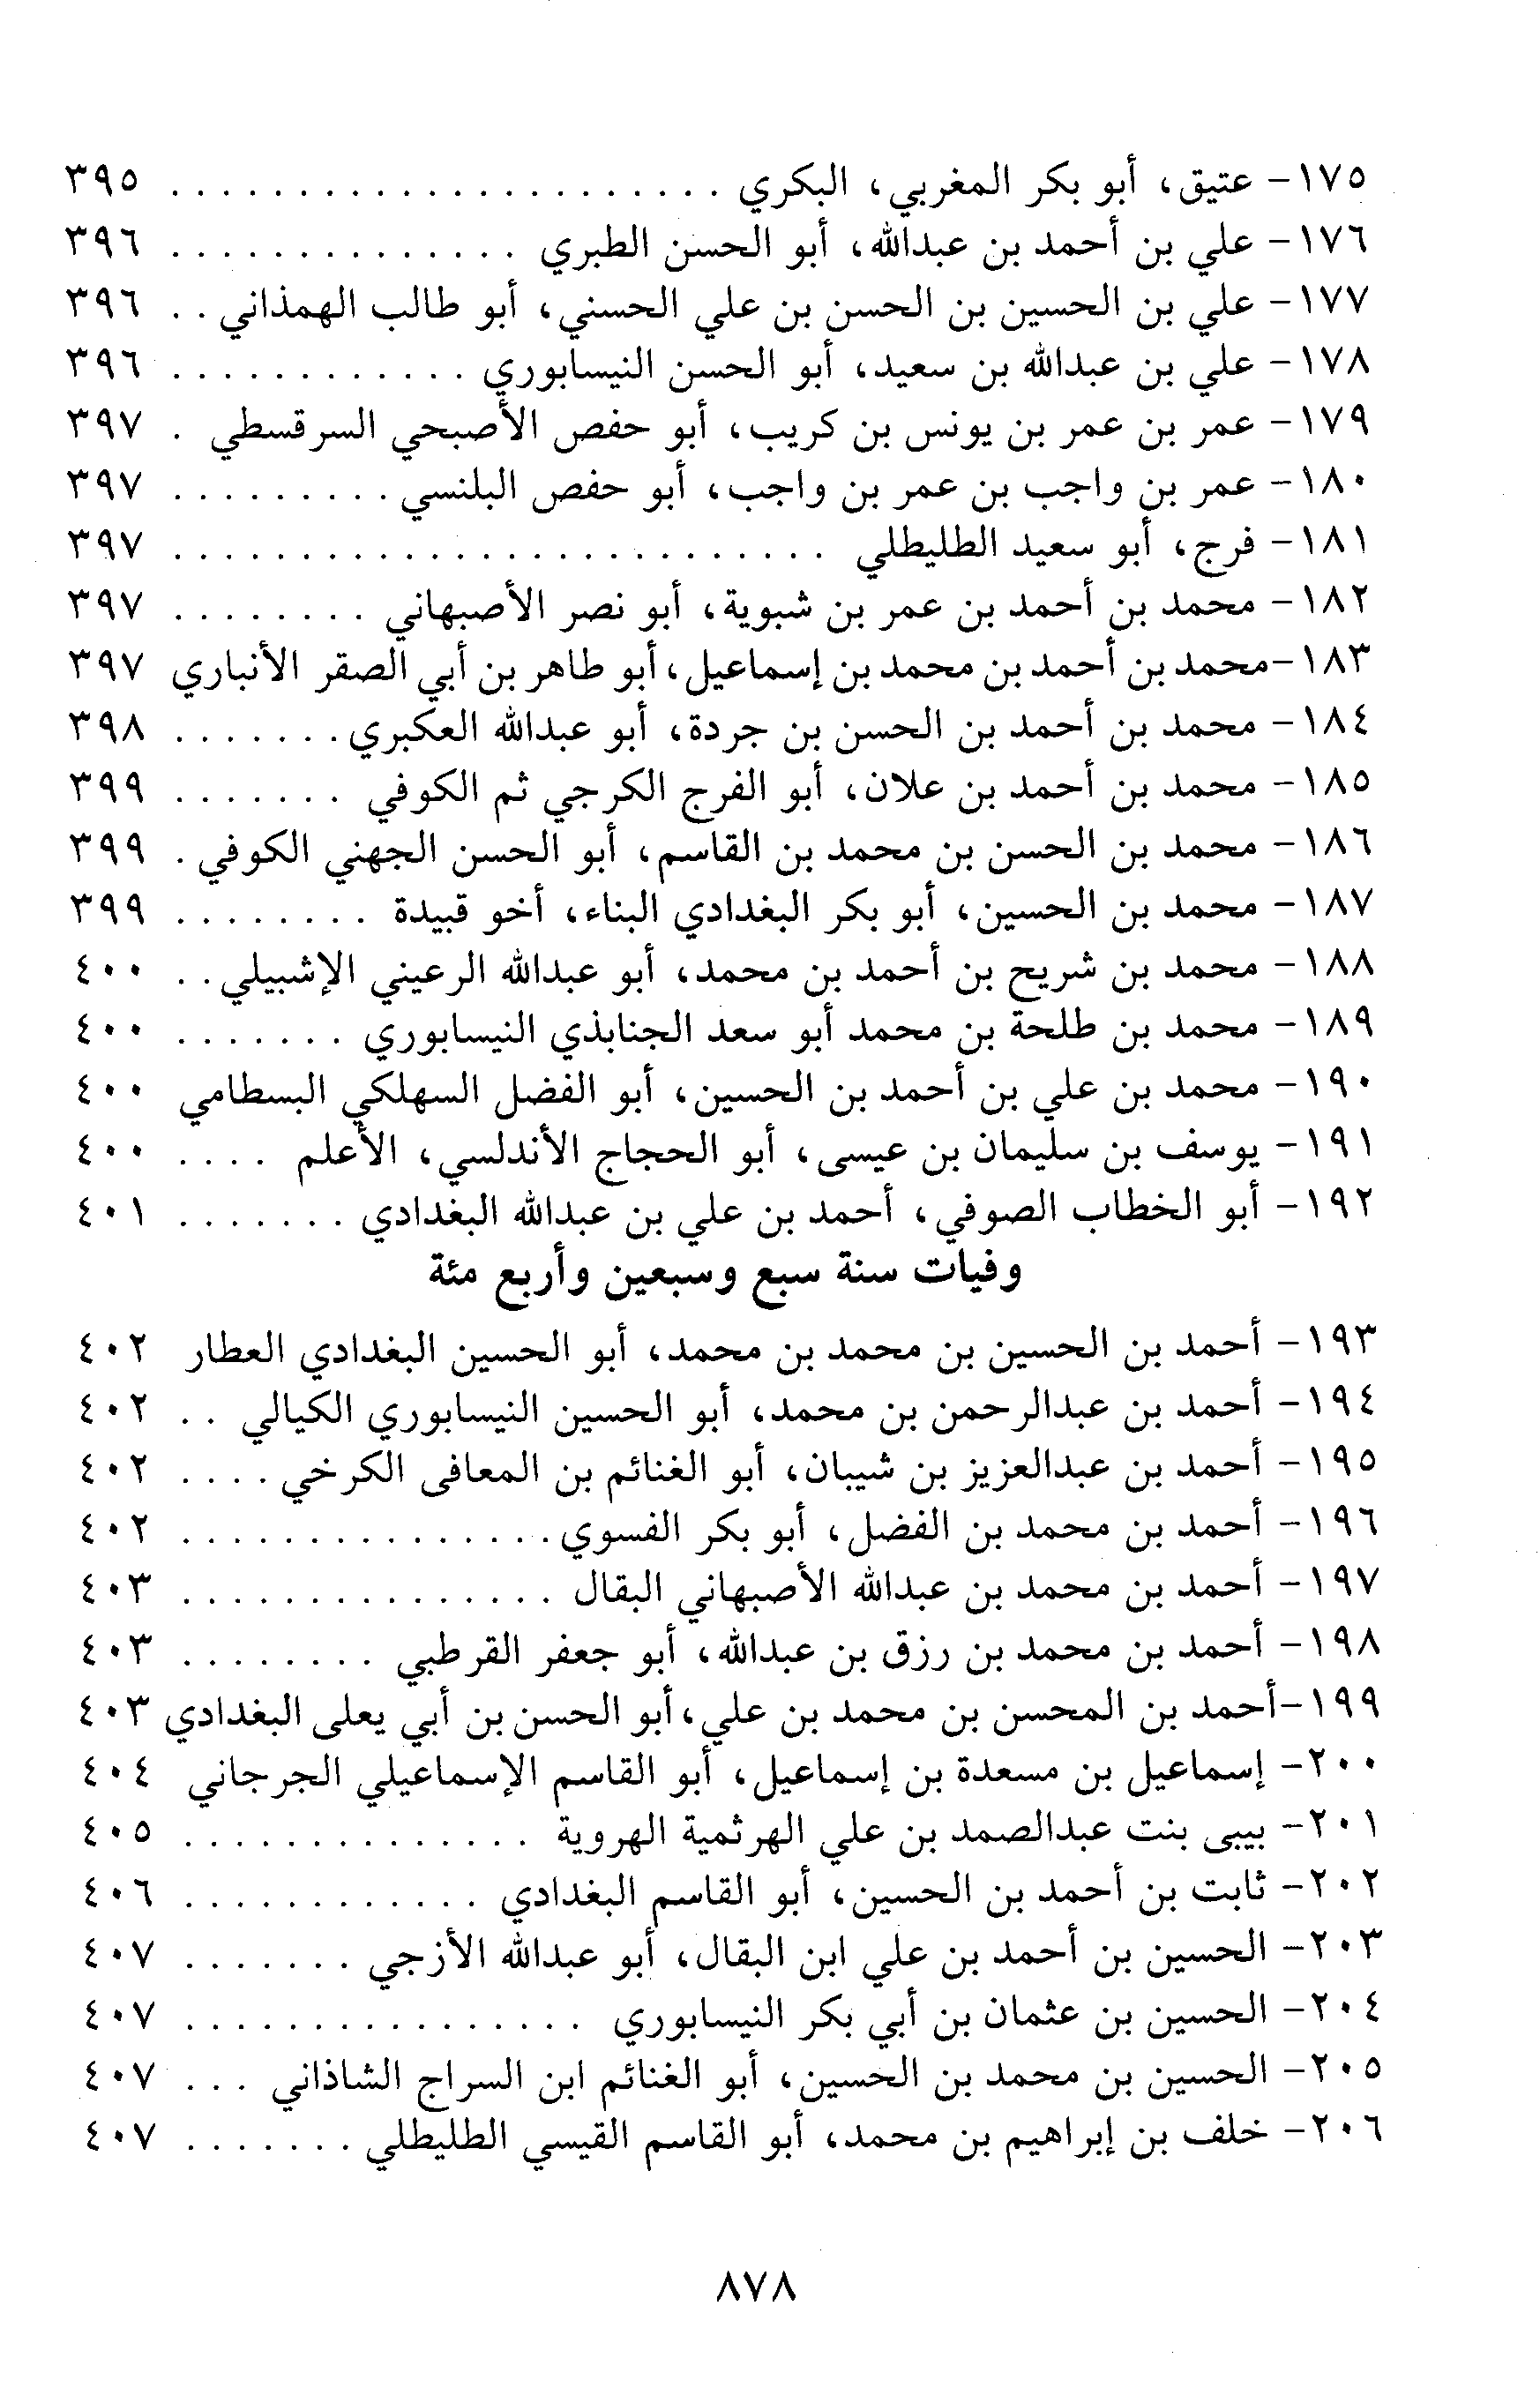 ١٧٥- عتيق، أبو بكر المغربي، البكري . . . . . . . . . . . . . . . . . . . . . . ٣٩٥
١٧٦- علي بن أحمد بن عبدالله، أبو الحسن الطبري . . . . . . . . . . . . . . ٣٩٦
١٧٧- علي بن الحسين بن الحسن بن علي الحسني، أبو طالب الهمذاني . . ٣٩٦
١٧٨- علي بن عبدالله بن سعيد، أبو الحسن النيسابوري . . . . . . . . . . . . ٣٩٦
١٧٩- عمر بن عمر بن يونس بن كريب، أبو حفص الأصبحي السرقسطي . ٣٩٧
١٨٠- عمر بن واجب بن عمر بن واجب، أبو حفص البلنسي . . . . . . . . . ٣٩٧
١٨١- فرج، أبو سعيد الطليطلي . . . . . . . . . . . . . . . . . . . . . . . . . . ٣٩٧
١٨٢- محمد بن أحمد بن عمر بن شبوية، أبو نصر الأصبهاني . . . . . . . . ٣٩٧
١٨٣-محمد بن أحمد بن محمد بن إسماعيل، أبو طاهر بن أبي الصقر الأنباري ٣٩٧
١٨٤- محمد بن أحمد بن الحسن بن جردة، أبو عبدالله العكبري . . . . . . . ٣٩٨
١٨٥- محمد بن أحمد بن علان، أبو الفرج الكرجي ثم الكوفي . . . . . . . ٣٩٩
١٨٦- محمد بن الحسن بن محمد بن القاسم، أبو الحسن الجهني الكوفي . ٣٩٩
١٨٧- محمد بن الحسين، أبو بكر البغدادي البناء، أخو قبيدة . . . . . . . . ٣٩٩
١٨٨- محمد بن شريح بن أحمد بن محمد، أبو عبدالله الرعيني الإشبيلي . . ٤٠٠
١٨٩- محمد بن طلحة بن محمد أبو سعد الجنابذي النيسابوري . . . . . . . ٤٠٠
١٩٠- محمد بن علي بن أحمد بن الحسين، أبو الفضل السهلكي البسطامي ٤٠٠
١٩١- يوسف بن سليمان بن عيسى، أبو الحجاج الأندلسي، الأعلم . . . . ٤٠٠
١٩٢- أبو الخطاب الصوفي، أحمد بن علي بن عبدالله البغدادي . . . . . . . ٤٠١
وفيات سنة سبع وسبعين وأربع مئة
١٩٣- أحمد بن الحسين بن محمد بن محمد، أبو الحسين البغدادي العطار ٤٠٢
١٩٤- أحمد بن عبدالرحمن بن محمد، أبو الحسين النيسابوري الكيالي . . ٤٠٢
١٩٥- أحمد بن عبدالعزيز بن شيبان، أبو الغنائم بن المعافى الكرخي . . . . ٤٠٢
١٩٦- أحمد بن محمد بن الفضل، أبو بكر الفسوي . . . . . . . . . . . . . . . ٤٠٢
١٩٧- أحمد بن محمد بن عبدالله الأصبهاني البقال . . . . . . . . . . . . . . . ٤٠٣
١٩٨- أحمد بن محمد بن رزق بن عبدالله، أبو جعفر القرطبي . . . . . . . . ٤٠٣
١٩٩-أحمد بن المحسن بن محمد بن علي، أبو الحسن بن أبي يعلى البغدادي ٤٠٣
٢٠٠- إسماعيل بن مسعدة بن إسماعيل، أبو القاسم الإسماعيلي الجرجاني ٤٠٤
٢٠١- بيبى بنت عبدالصمد بن علي الهرثمية الهروية . . . . . . . . . . . . . . ٤٠٥
٢٠٢- ثابت بن أحمد بن الحسين، أبو القاسم البغدادي . . . . . . . . . . . . ٤٠٦
٢٠٣- الحسين بن أحمد بن علي ابن البقال، أبو عبدالله الأزجي . . . . . . . ٤٠٧
٢٠٤- الحسين بن عثمان بن أبي بكر النيسابوري . . . . . . . . . . . . . . . . ٤٠٧
٢٠٥- الحسين بن محمد بن الحسين، أبو الغنائم ابن السراج الشاذاني . . . ٤٠٧
٢٠٦- خلف بن إبراهيم بن محمد، أبو القاسم القيسي الطليطلي . . . . . . . ٤٠٧
٨٧٨